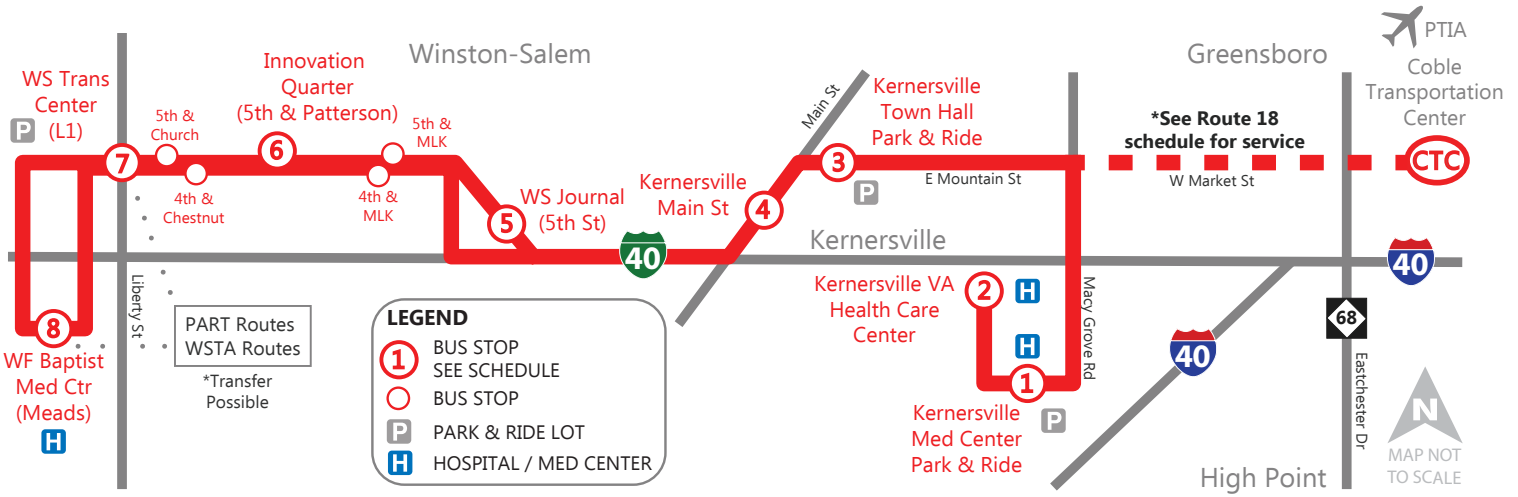 Winston-Salem
Greensboro
PTIA
Coble
Transportation
Center
CTC
WS Trans
Center
(L1)
P
7
5th &
Church
4th &
Chestnut
Innovation
Quarter
(5th & Patterson)
6
5th &
MLK
4th &
MLK
WS Journal
(5th St)
5
40
Kernersville
Main St
4
Main St
Kernersville
Town Hall
Park & Ride
3
P
E Mountain St
*See Route 18
schedule for service
W Market St
Kernersville
40
Kernersville VA
Health Care
Center
2
H
H
1
Macy Grove Rd
Kernersville
Med Center
Park & Ride
P
40
68
Eastchester Dr
High Point
N
MAP NOT
TO SCALE
Liberty St
8
WF Baptist
Med Ctr
(Meads)
H
PART Routes
WSTA Routes
*Transfer
Possible
LEGEND
1
BUS STOP
SEE SCHEDULE
BUS STOP
P
PARK & RIDE LOT
H
HOSPITAL / MED CENTER